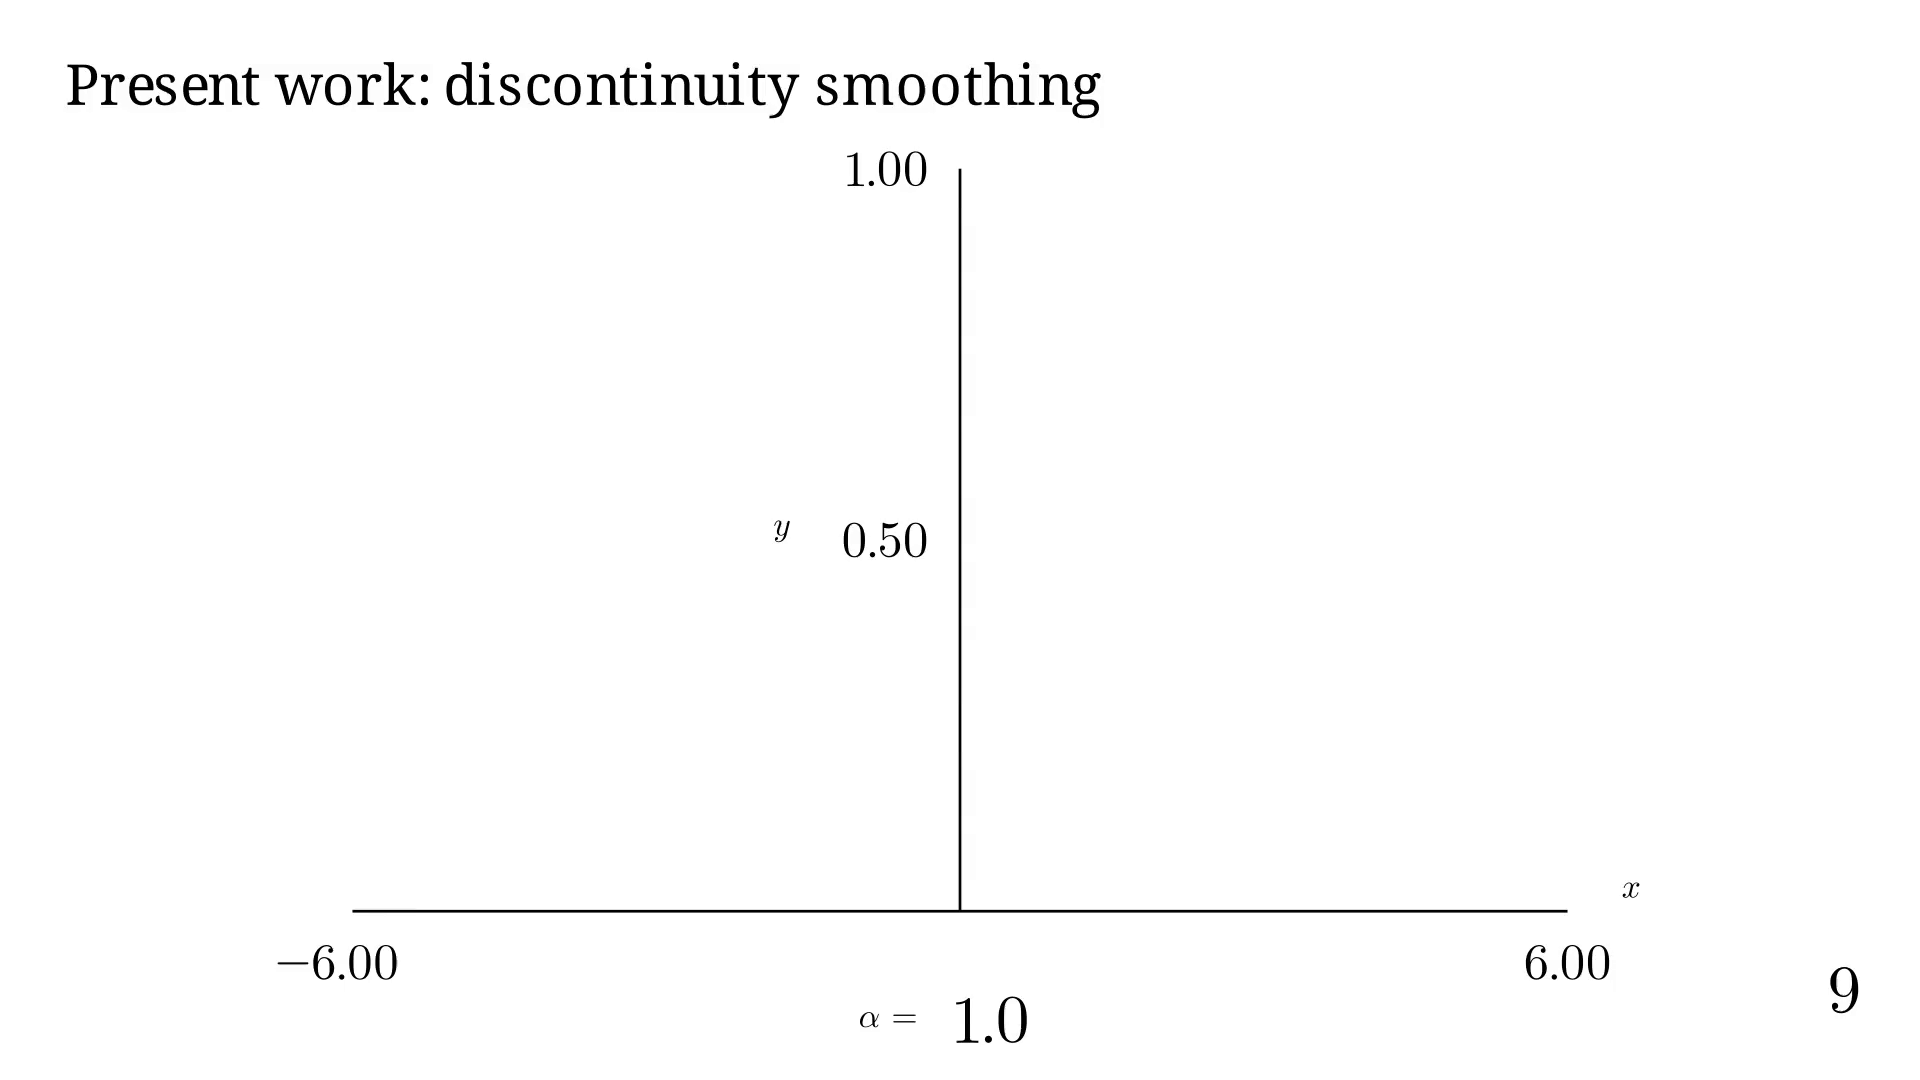 Present work: discontinuity smoothing
1.00
y 0.50
x
−6.00 6.00
9
α = 1.0